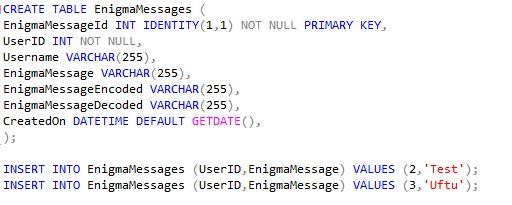 CREATE TABLE EnigmaMessages (
EnigmaMessageId INT IDENTITY(1,1) NOT NULL PRIMARY KEY,
UserID INT NOT NULL,
Username VARCHAR(255),
EnigmaMessage VARCHAR(255),
EnigmaMessageEncoded VARCHAR(255),
EnigmaMessageDecoded VARCHAR(255),
CreatedOn DATETIME DEFAULT GETDATE(),
);
INSERT INTO EnigmaMessages (UserID,EnigmaMessage) VALUES (2,'Test');
INSERT INTO EnigmaMessages (UserID,EnigmaMessage) VALUES (3,'Uftu');